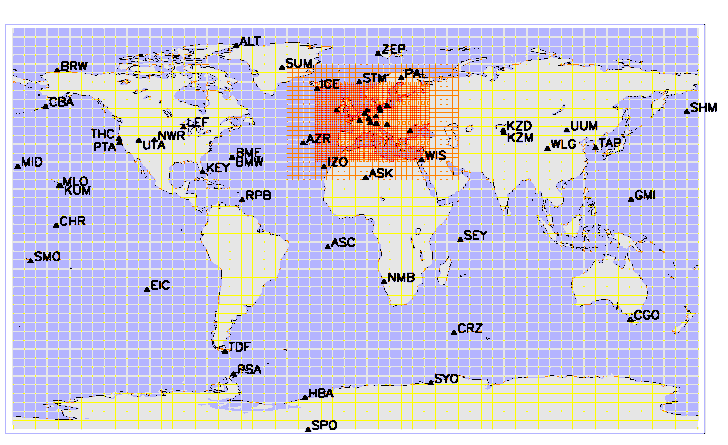 ALT
ZEP
BRW
SUM
PAL
STM
ICE
CBA
SHM
LEF
THC
NWR
PTA
UTA
AZR
KZD
KZM
UUM
WLG
TAP
BME
BMW
MID
KEY
IZO
WIS
ASK
MLO
KUM
RPB
GMI
CHR
SEY
ASC
SMO
EIC
NMB
CGO
CRZ
TDF
PSA
SYO
HBA
SPO